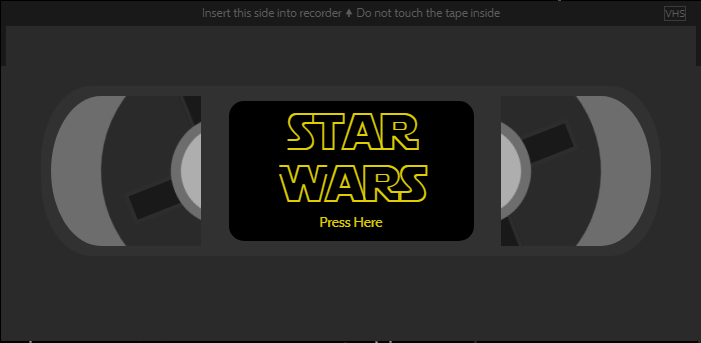 Insert this side into recorder ⬆ Do not touch the tape inside
VHS
STAR
WARS
Press Here